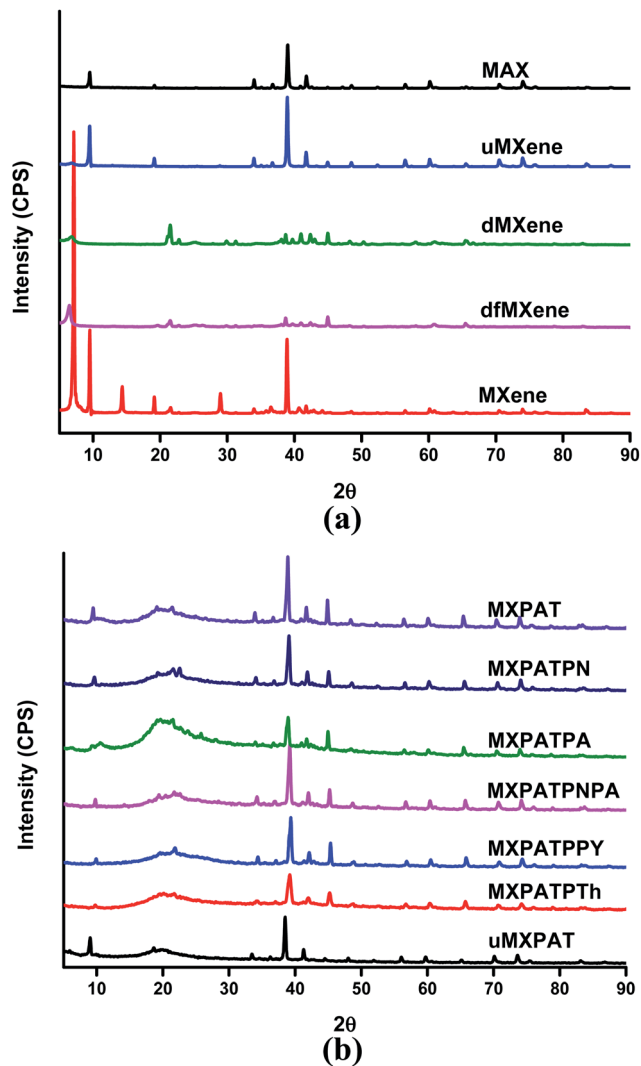 MAX
uMXene
dMXene
dfMXene
MXene
Intensity (CPS)
10 20 30 40 50 60 70 80 90
2θ
(a)
MXPAT
MXPATPN
MXPATPA
MXPATPNPA
MXPATPPY
MXPATPTh
uMXPAT
Intensity (CPS)
10 20 30 40 50 60 70 80 90
2θ
(b)